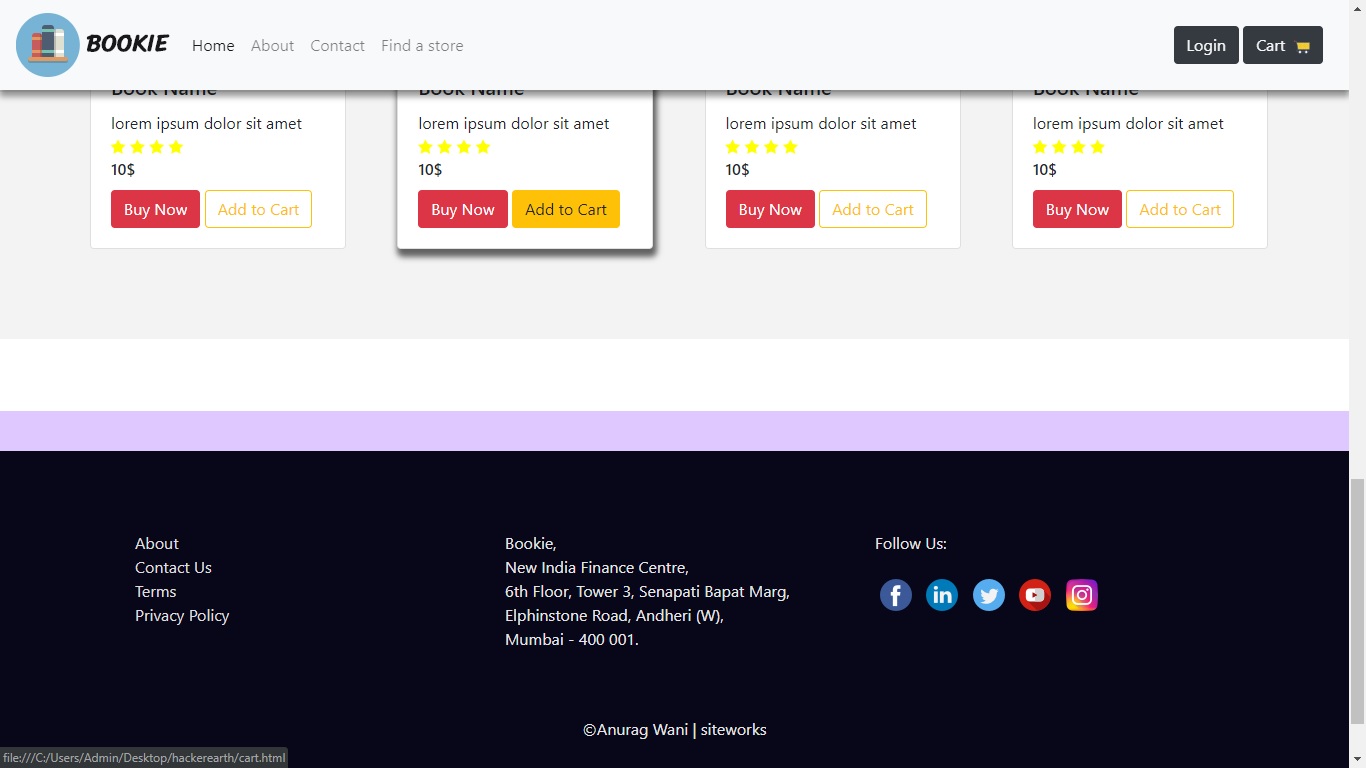 BOOKIE Home About Contact Find a store Login Cart
Book Name Book Name Book Name Book Name
lorem ipsum dolor sit amet lorem ipsum dolor sit amet lorem ipsum dolor sit amet lorem ipsum dolor sit amet
10$ 10$ 10$ 10$
Buy Now Add to Cart Buy Now Add to Cart Buy Now Add to Cart Buy Now Add to Cart
About
Contact Us
Terms
Privacy Policy
Bookie,
New India Finance Centre,
6th Floor, Tower 3, Senapati Bapat Marg,
Elphinstone Road, Andheri (W),
Mumbai - 400 001.
Follow Us:
©Anurag Wani | siteworks
file:///C:/Users/Admin/Desktop/hackerearth/cart.html